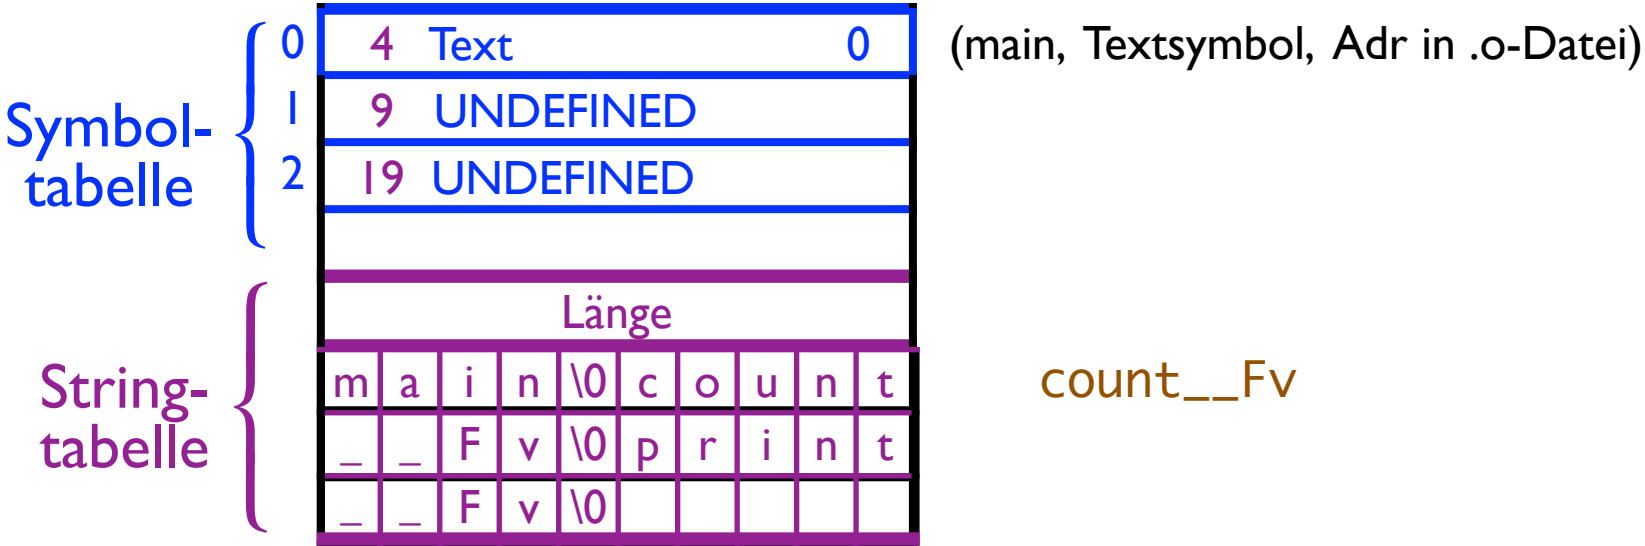 0 4 Text 0 (main, Textsymbol, Adr in .o-Datei)
1 9 UNDEFINED
Symbol-
tabelle
2 19 UNDEFINED
Länge
String-
tabelle
m a i n \0 c o u n t
count__Fv
_ _ F v \0 p r i n t
_ _ F v \0